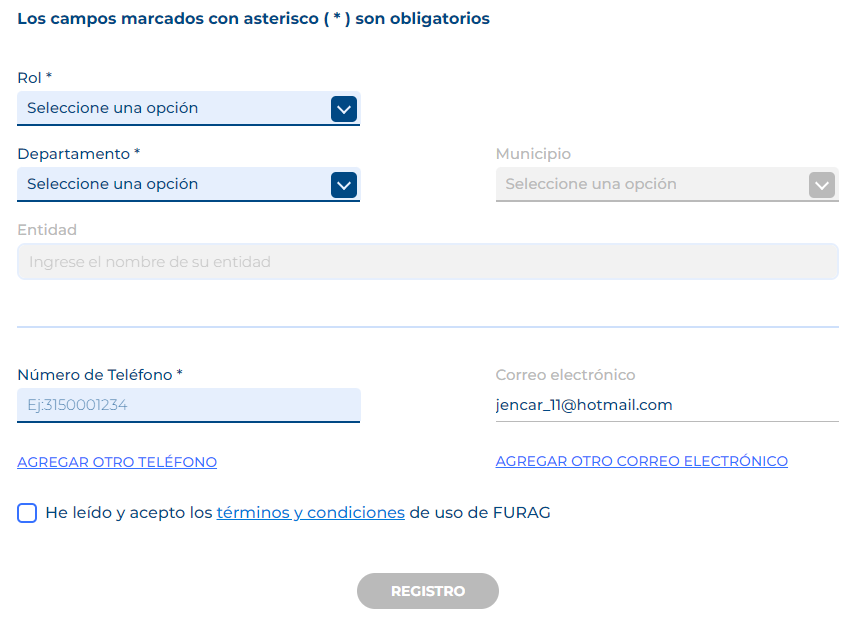 Los campos marcados con asterisco ( * ) son obligatorios
Rol *
Seleccione una opción
Departamento *
Municipio
Seleccione una opción
Seleccione una opción
Entidad
Ingrese el nombre de su entidad
Número de Teléfono *
Correo electrónico
Ej:3150001234
jencar_11@hotmail.com
AGREGAR OTRO TELÉFONO
AGREGAR OTRO CORREO ELECTRÓNICO
He leído y acepto los términos y condiciones de uso de FURAG
REGISTRO